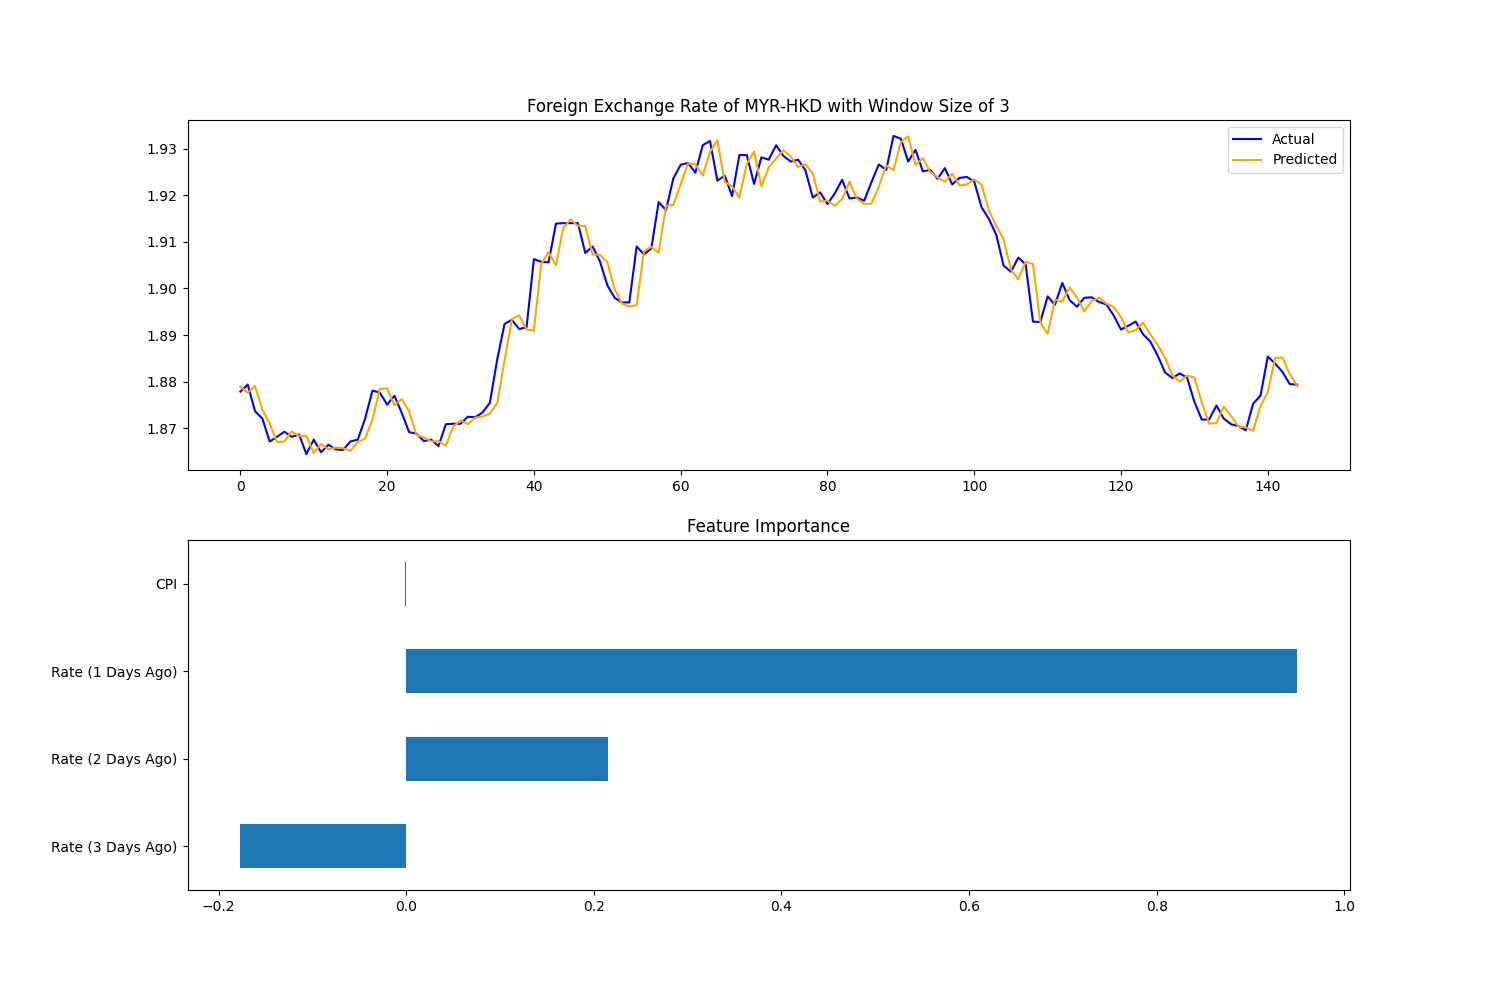 Foreign Exchange Rate of MYR-HKD with Window Size of 3
Actual
Predicted
1.93
1.92
1.91
1.90
1.89
1.88
1.87
0 20 40 60 80 100 120 140
Feature Importance
CPI
Rate (1 Days Ago)
Rate (2 Days Ago)
Rate (3 Days Ago)
−0.2 0.0 0.2 0.4 0.6 0.8 1.0